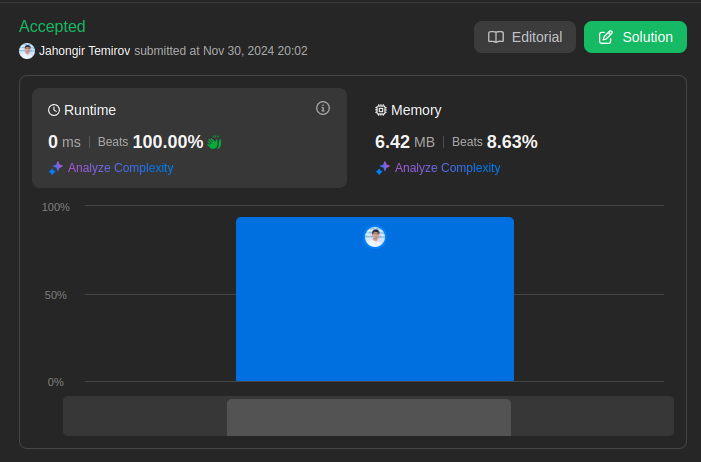 Accepted
Editorial
Solution
Jahongir Temirov submitted at Nov 30, 2024 20:02
Runtime
0 ms | Beats 100.00%
Analyze Complexity
Memory
6.42 MB | Beats 8.63%
Analyze Complexity
100%
50%
0%